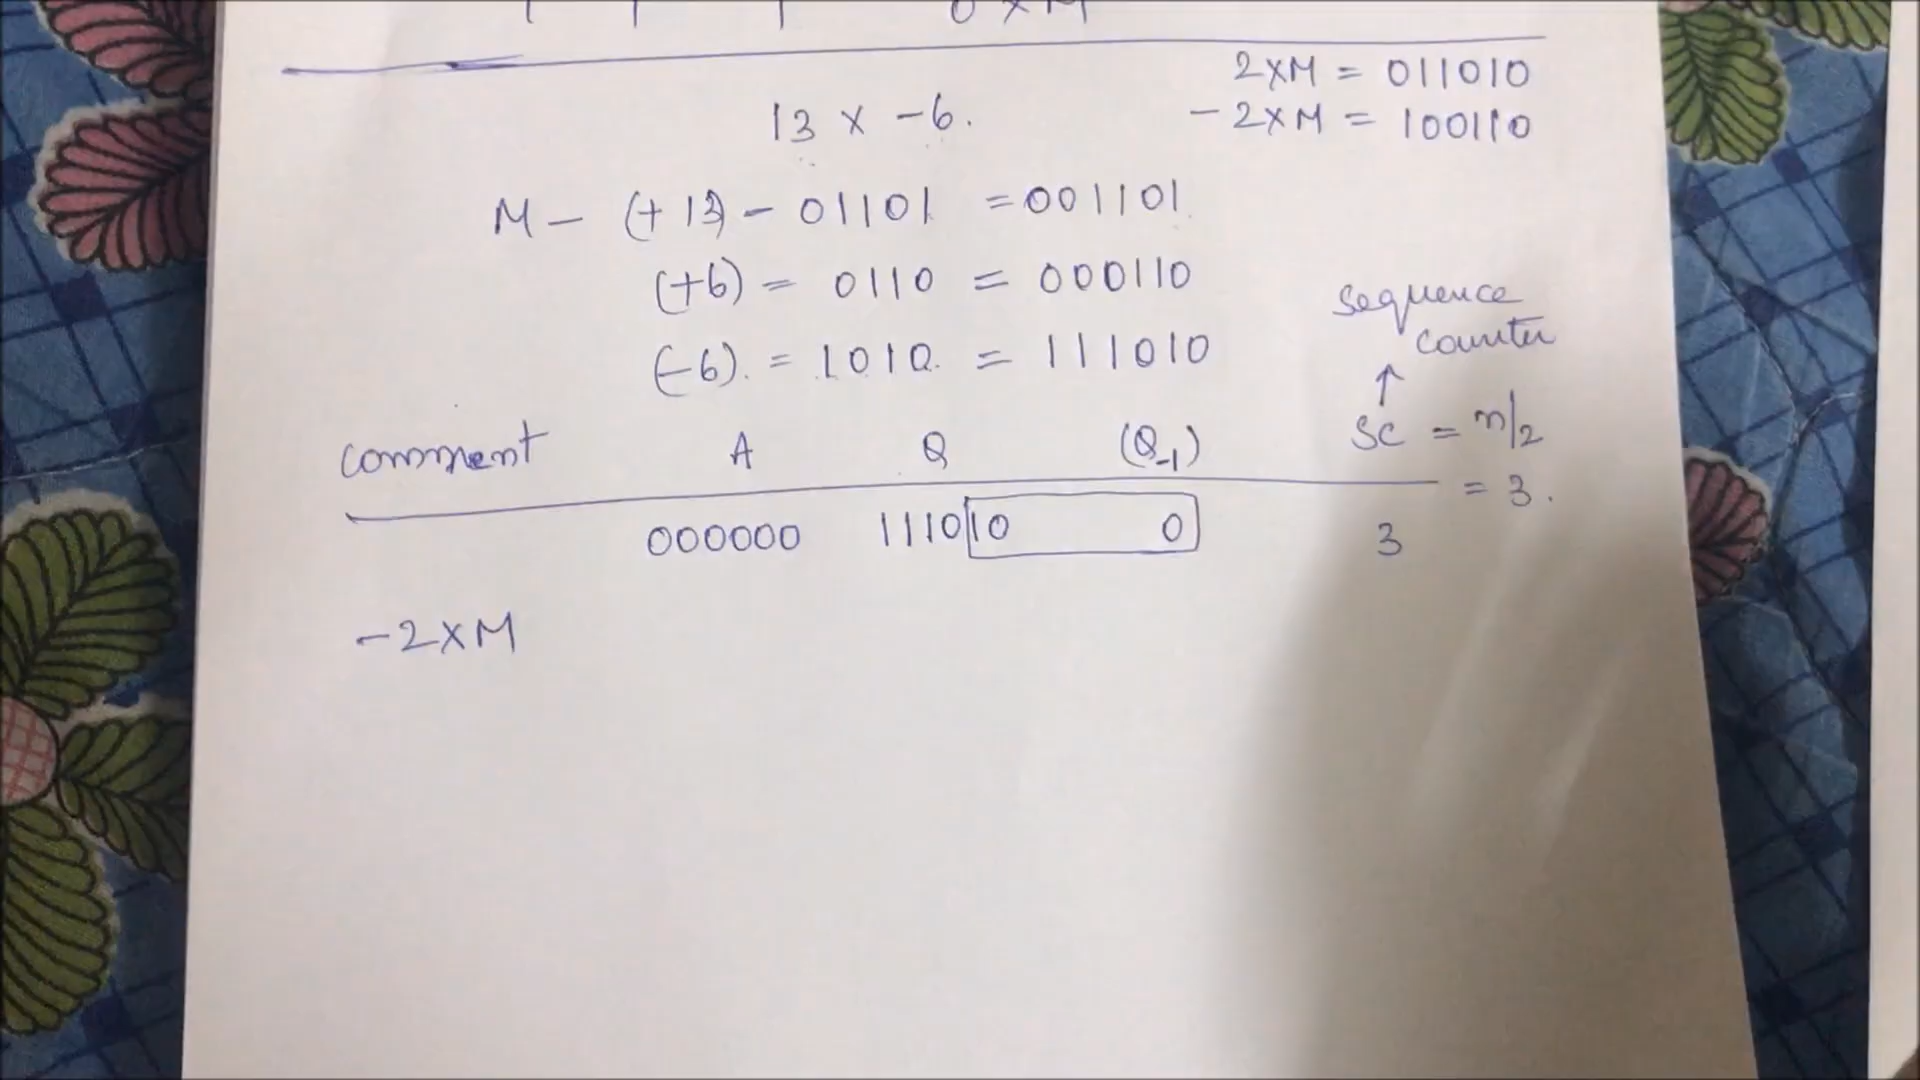 0 x M
2xM = 011010
13 x -6.
- 2xM = 100110
M - (+13) - 01101 = 001101
(+6) = 0110 = 000110
(-6). = 1010 = 111010
sequence
counter
↑
comment A Q (Q-1) SC = n/2
= 3.
000000 111010 0 3
-2xM